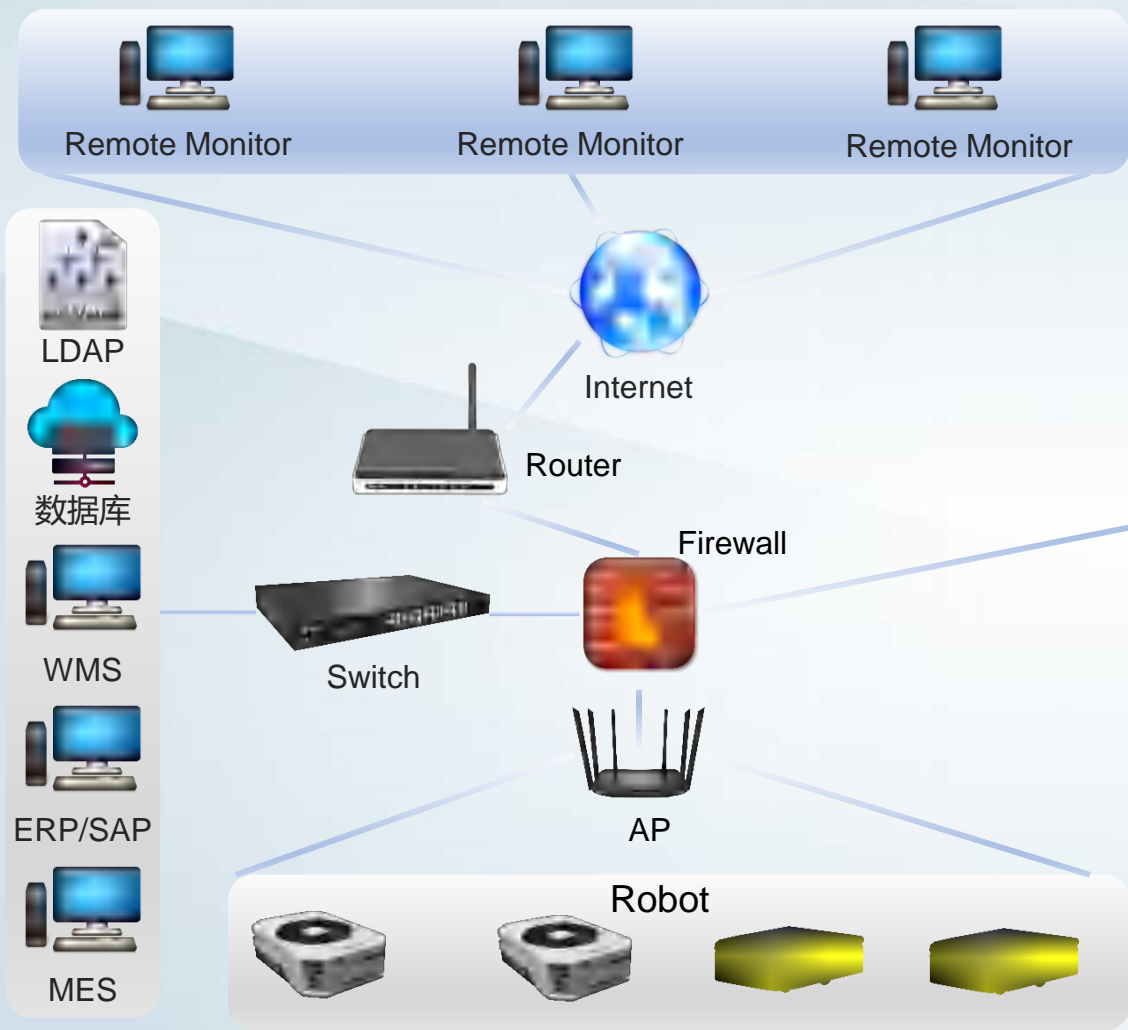 Remote Monitor
Remote Monitor
Remote Monitor
LDAP
数据库
WMS
ERP/SAP
MES
Internet
Router
Firewall
Switch
AP
Robot